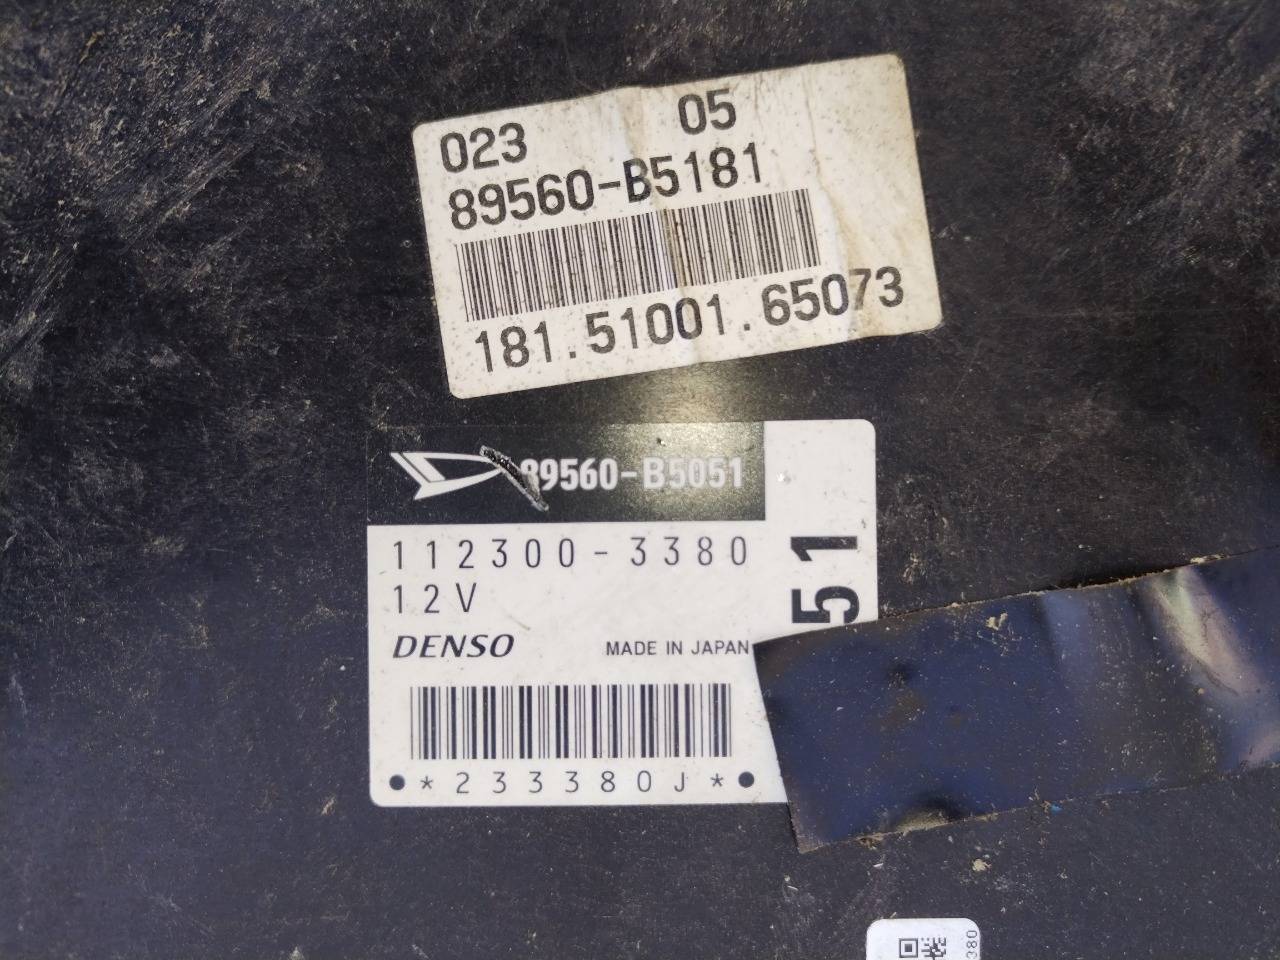 023 05
89560-B5181
181.51001.65073
89560-B5051
112300-3380
12V
51
DENSO MADE IN JAPAN
*233380J*
380